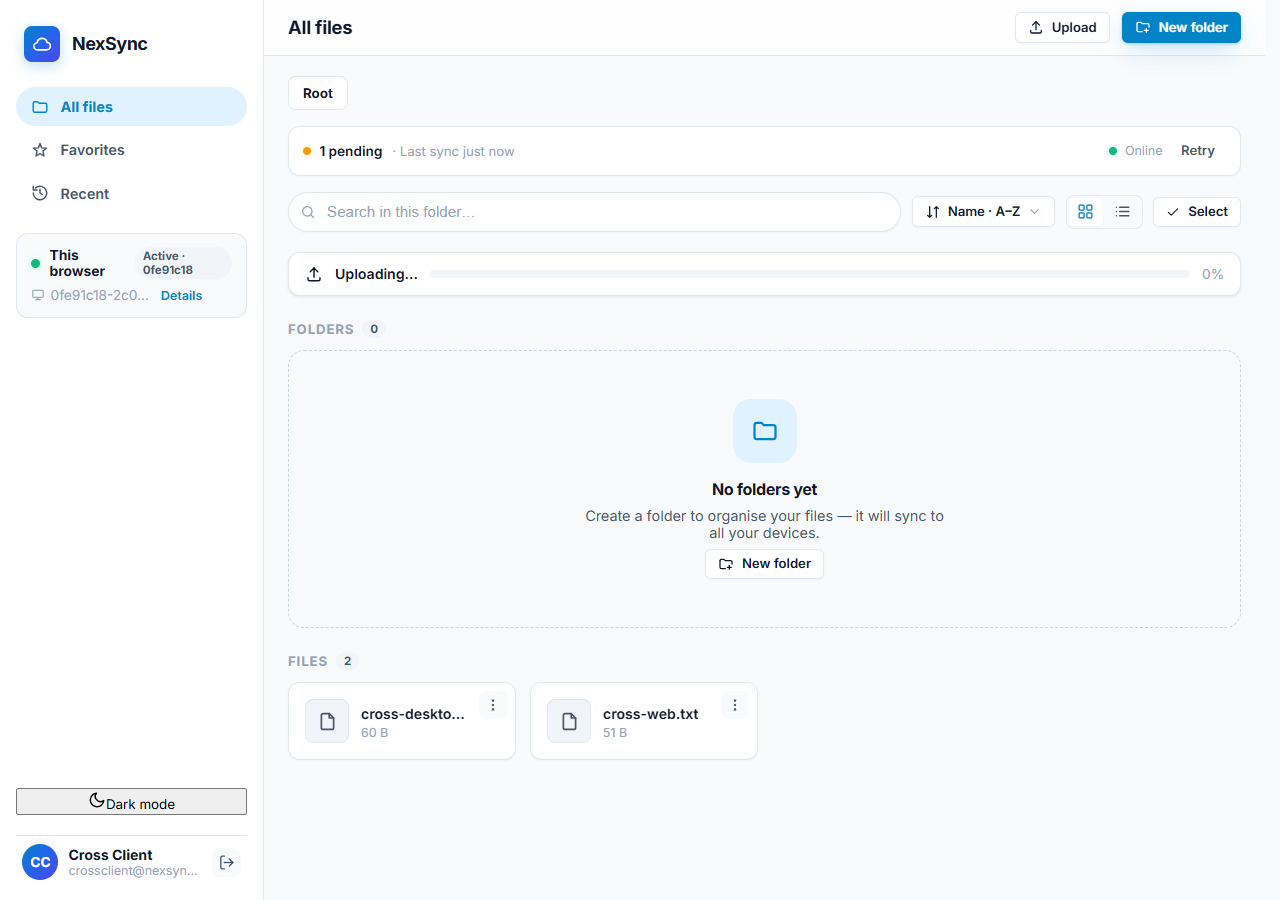 NexSync
All files
Favorites
Recent
This browser
Active · 0fe91c18
0fe91c18-2c0...
Details
Dark mode
CC
Cross Client
crossclient@nexsyn...
All files
Upload
New folder
Root
1 pending · Last sync just now
Online
Retry
Search in this folder...
Name · A–Z
Select
Uploading...
0%
FOLDERS 0
No folders yet
Create a folder to organise your files — it will sync to
all your devices.
New folder
FILES 2
cross-deskto...
60 B
cross-web.txt
51 B